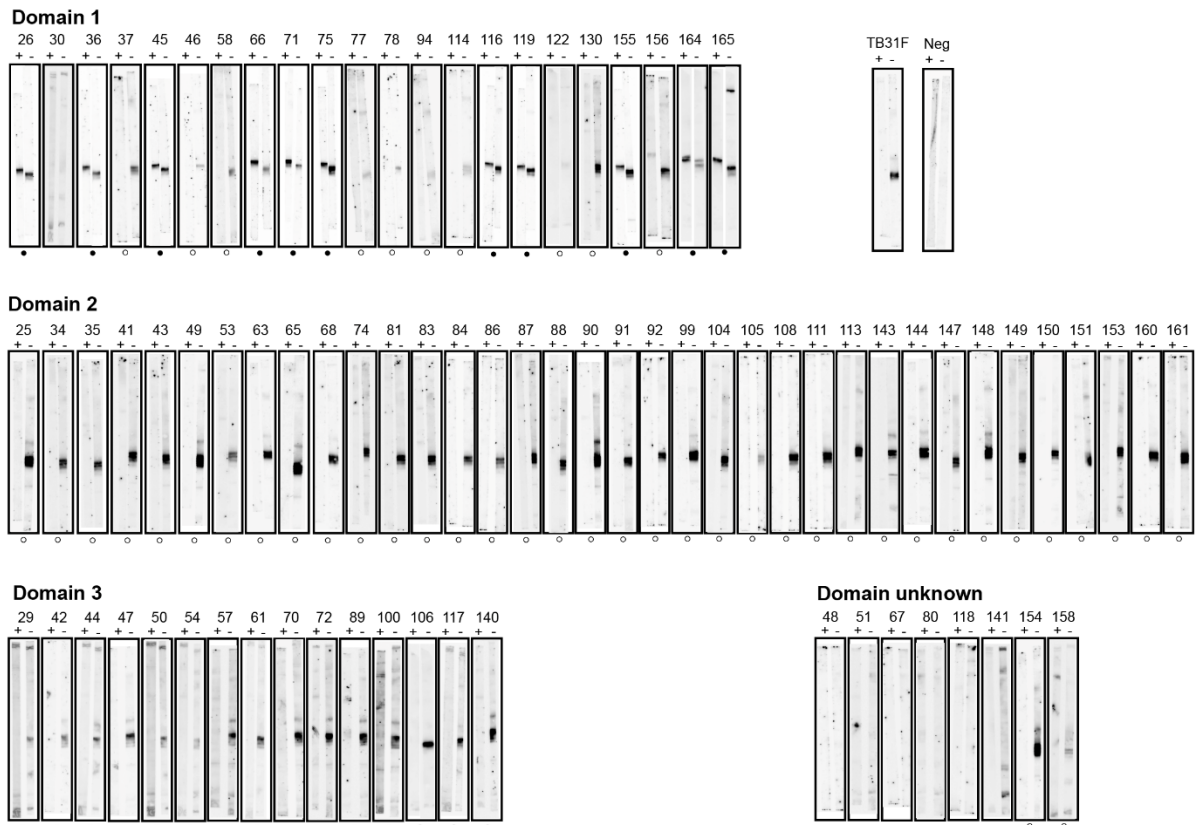 Domain 1
26 30 36 37 45 46 58 66 71 75 77 78 94 114 116 119 122 130 155 156 164 165
+ - + - + - + - + - + - + - + - + - + - + - + - + - + - + - + - + - + - + - + - + - + -
TB31F Neg
+ - + -
Domain 2
25 34 35 41 43 49 53 63 65 68 74 81 83 84 86 87 88 90 91 92 99 104 105 108 111 113 143 144 147 148 149 150 151 153 160 161
+ - + - + - + - + - + - + - + - + - + - + - + - + - + - + - + - + - + - + - + - + - + - + - + - + - + - + - + - + - + - + - + - + - + - + - + -
Domain 3
29 42 44 47 50 54 57 61 70 72 89 100 106 117 140
+ - + - + - + - + - + - + - + - + - + - + - + - + - + - + -
Domain unknown
48 51 67 80 118 141 154 158
+ - + - + - + - + - + - + - + -